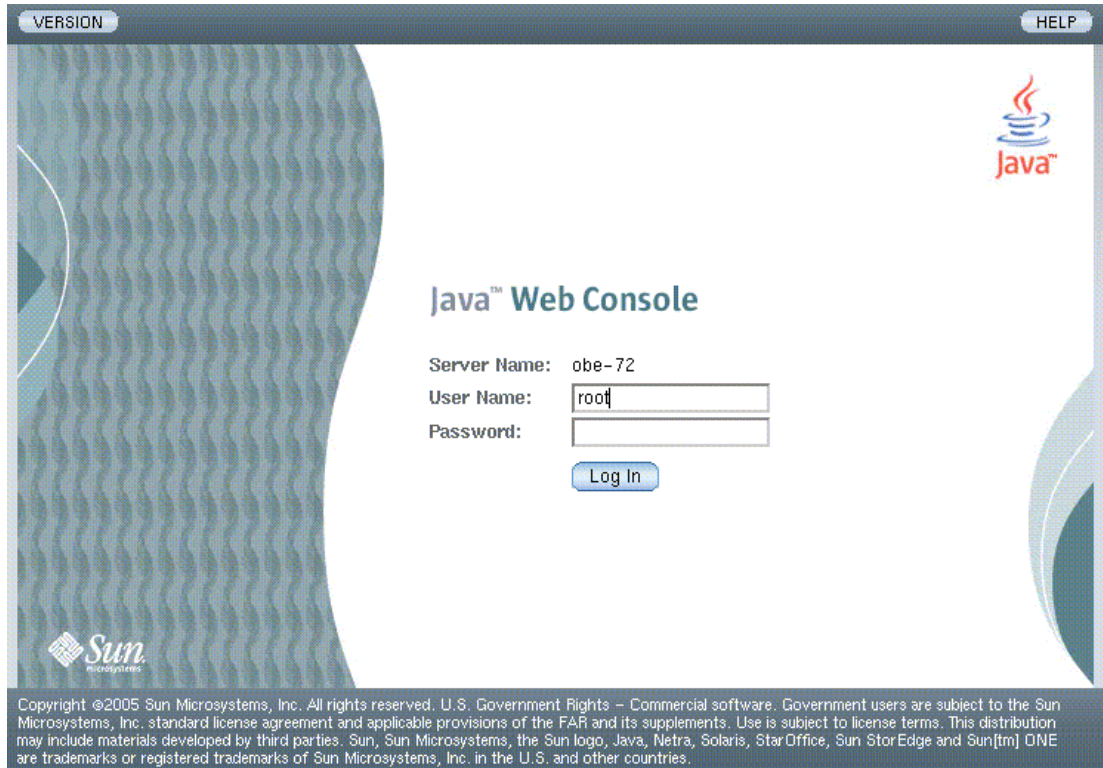 VERSION
HELP
Java™
Java™ Web Console
Server Name: obe-72
User Name: root
Password:
Log In
Sun
microsystems
Copyright ©2005 Sun Microsystems, Inc. All rights reserved. U.S. Government Rights - Commercial software. Government users are subject to the Sun
Microsystems, Inc. standard license agreement and applicable provisions of the FAR and its supplements. Use is subject to license terms. This distribution
may include materials developed by third parties. Sun, Sun Microsystems, the Sun logo, Java, Netra, Solaris, StarOffice, Sun StorEdge and Sun[tm] ONE
are trademarks or registered trademarks of Sun Microsystems, Inc. in the U.S. and other countries.